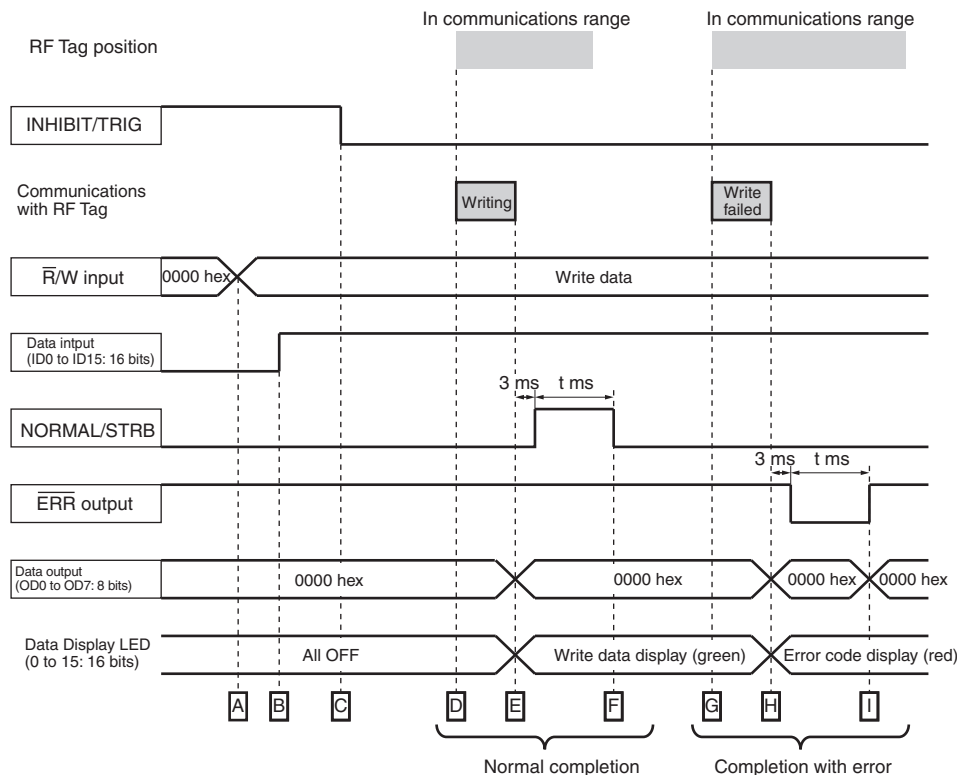 In communications range In communications range
RF Tag position
INHIBIT/TRIG
Communications
with RF Tag
Writing
Write
failed
R̅/W input
0000 hex
Write data
Data intput
(ID0 to ID15: 16 bits)
3 ms t ms
NORMAL/STRB
3 ms t ms
E̅R̅R̅ output
Data output
(OD0 to OD7: 8 bits)
0000 hex 0000 hex 0000 hex 0000 hex
Data Display LED
(0 to 15: 16 bits)
All OFF Write data display (green) Error code display (red)
A B C D E F G H I
Normal completion Completion with error